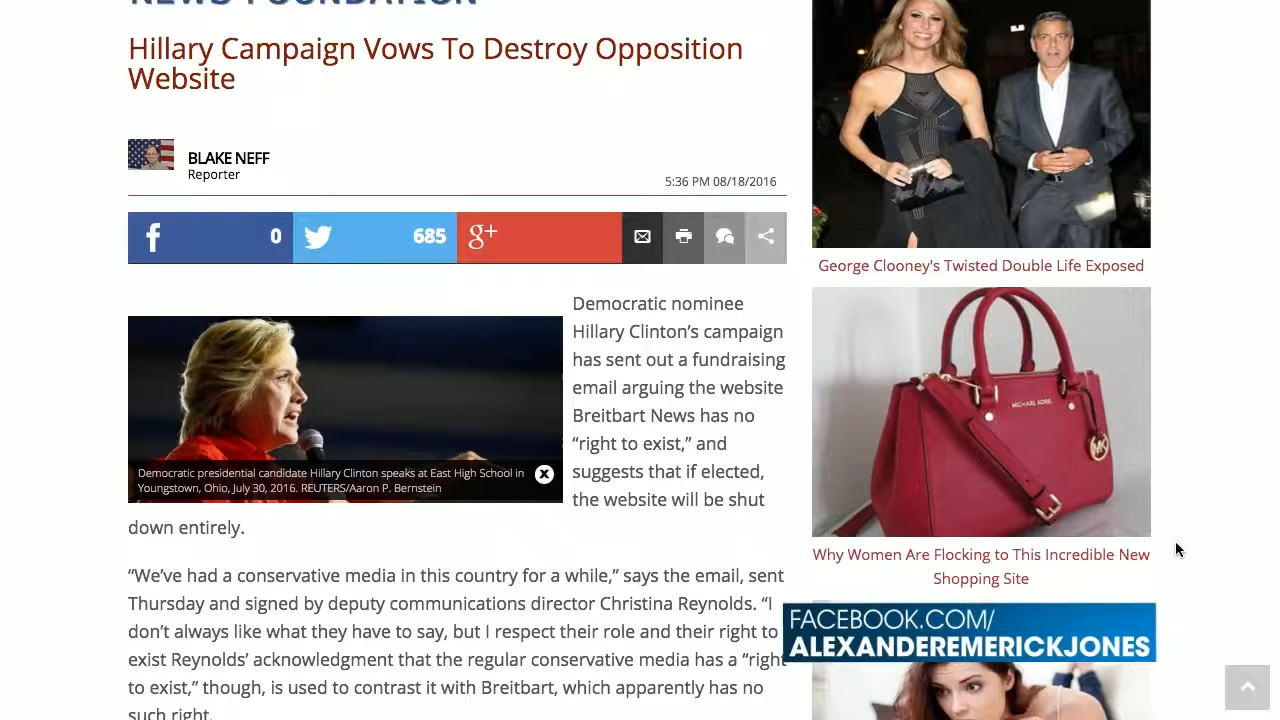 NEWS FOUNDATION
Hillary Campaign Vows To Destroy Opposition
Website
BLAKE NEFF
Reporter
5:36 PM 08/18/2016
f 0
685
g+
Democratic nominee
Hillary Clinton’s campaign
has sent out a fundraising
email arguing the website
Breitbart News has no
“right to exist,” and
suggests that if elected,
the website will be shut
down entirely.
Democratic presidential candidate Hillary Clinton speaks at East High School in
Youngstown, Ohio, July 30, 2016. REUTERS/Aaron P. Bernstein
“We’ve had a conservative media in this country for a while,” says the email, sent
Thursday and signed by deputy communications director Christina Reynolds. “I
don’t always like what they have to say, but I respect their role and their right to
exist Reynolds’ acknowledgment that the regular conservative media has a “right
to exist,” though, is used to contrast it with Breitbart, which apparently has no
such right.
George Clooney's Twisted Double Life Exposed
MICHAEL KORS
MK
Why Women Are Flocking to This Incredible New
Shopping Site
FACEBOOK.COM/
ALEXANDEREMERICKJONES